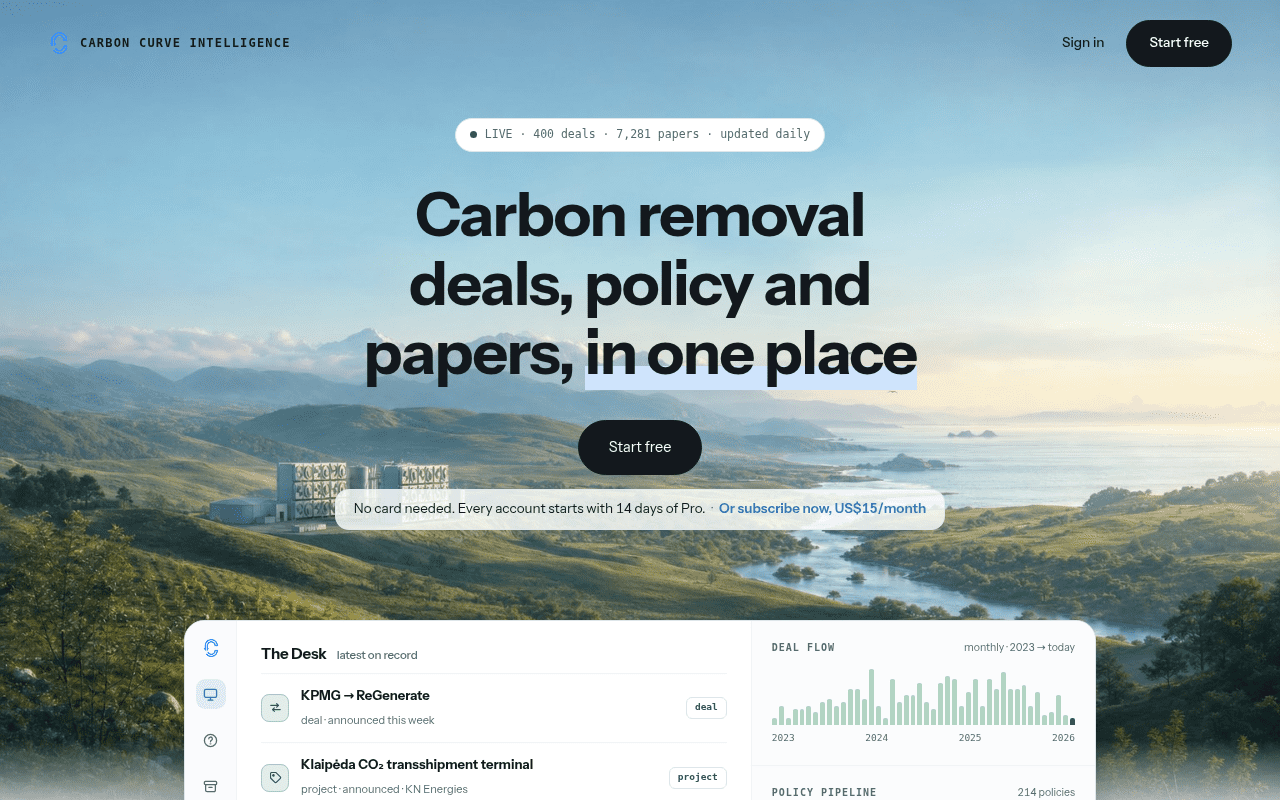 CARBON CURVE INTELLIGENCE
Sign in
Start free
LIVE · 400 deals · 7,281 papers · updated daily
Carbon removal
deals, policy and
papers, in one place
Start free
No card needed. Every account starts with 14 days of Pro. · Or subscribe now, US$15/month
The Desk latest on record
KPMG → ReGenerate
deal · announced this week
deal
Klaipėda CO₂ transshipment terminal
project · announced · KN Energies
project
DEAL FLOW
monthly · 2023 → today
2023 2024 2025 2026
POLICY PIPELINE
214 policies